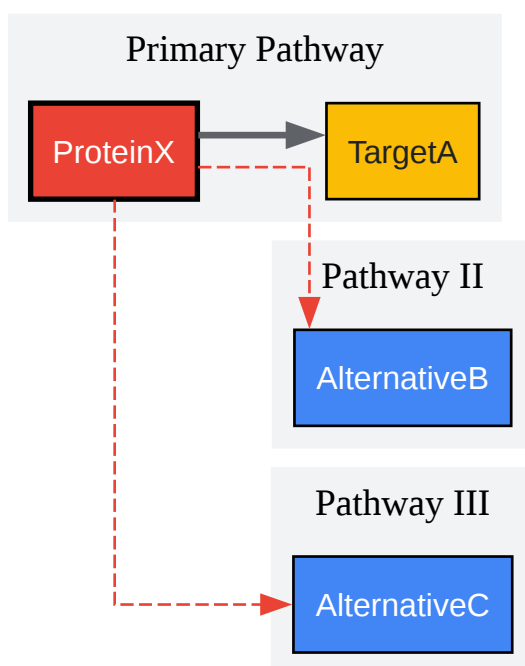 Primary Pathway
ProteinX
TargetA
Pathway II
AlternativeB
Pathway III
AlternativeC